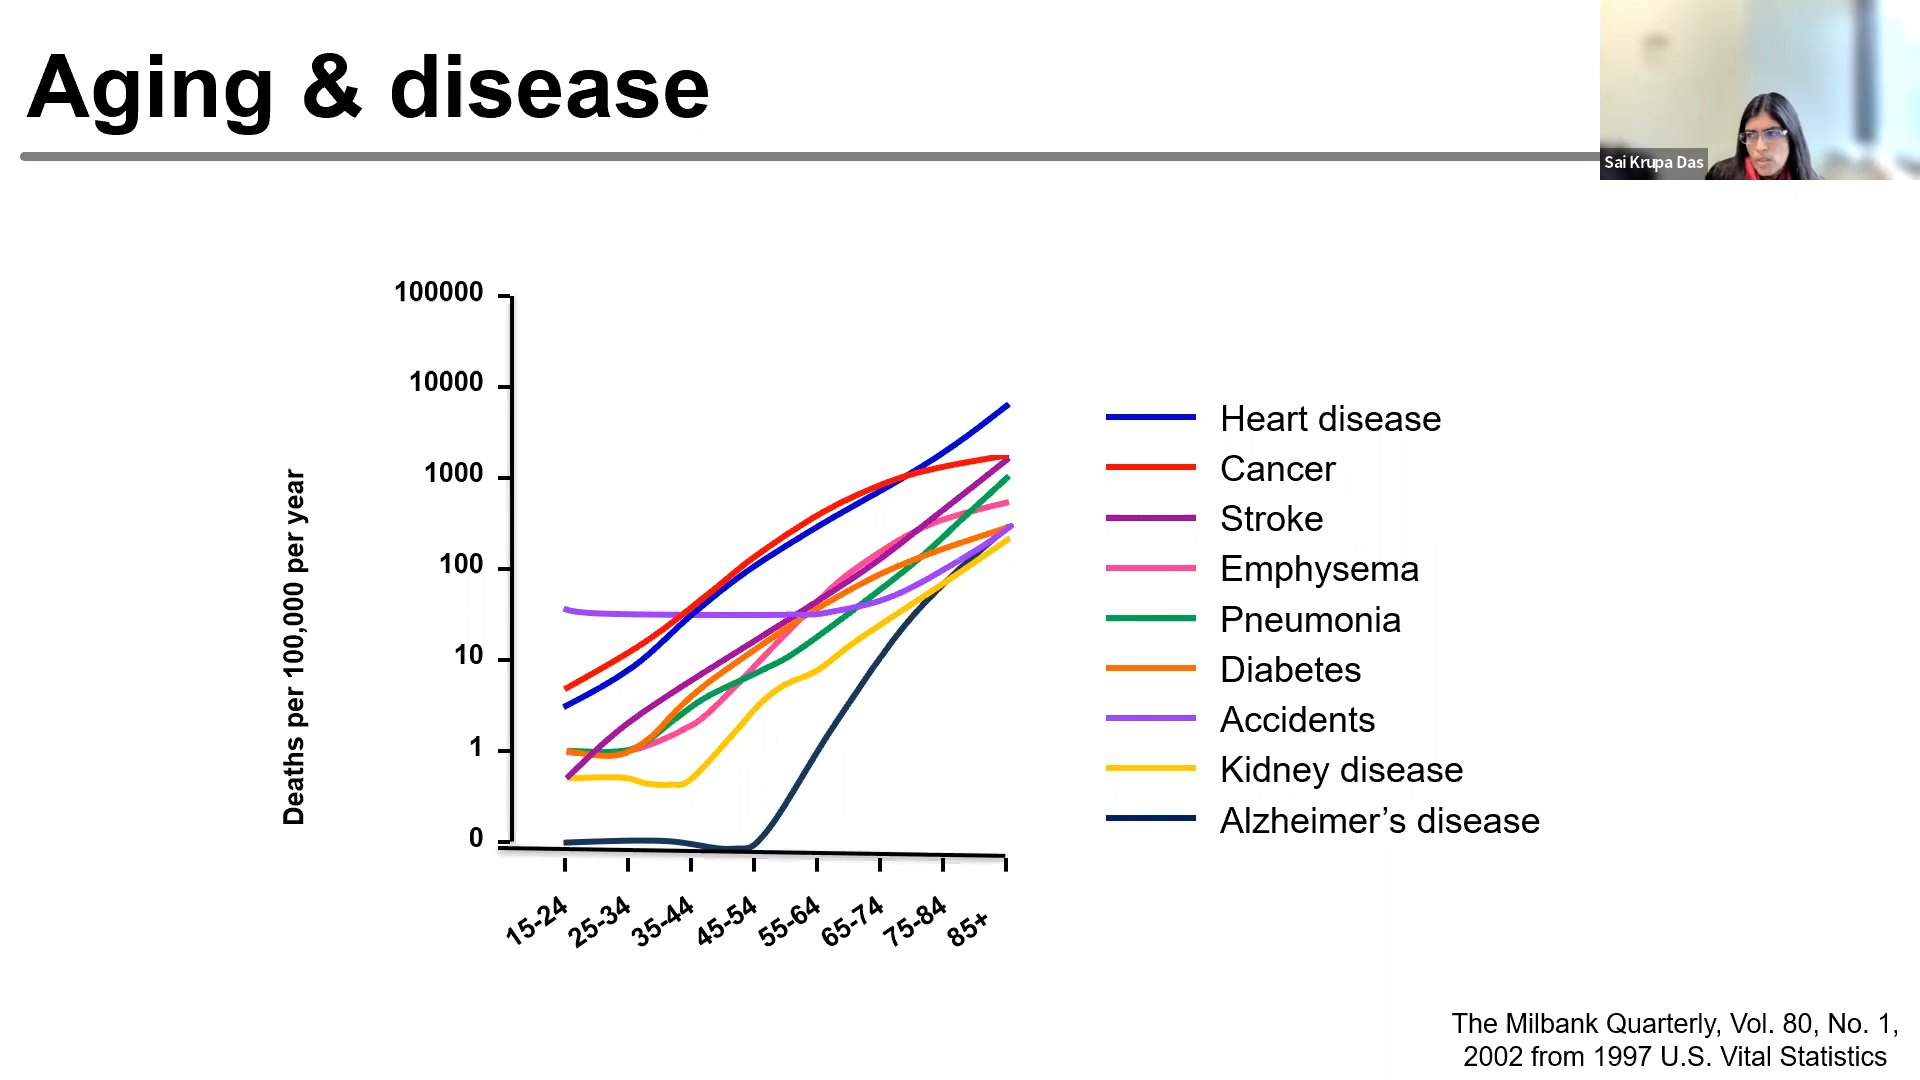 Aging & disease
Sai Krupa Das
Deaths per 100,000 per year
100000
10000
1000
100
10
1
0
15-24
25-34
35-44
45-54
55-64
65-74
75-84
85+
Heart disease
Cancer
Stroke
Emphysema
Pneumonia
Diabetes
Accidents
Kidney disease
Alzheimer’s disease
The Milbank Quarterly, Vol. 80, No. 1,
2002 from 1997 U.S. Vital Statistics